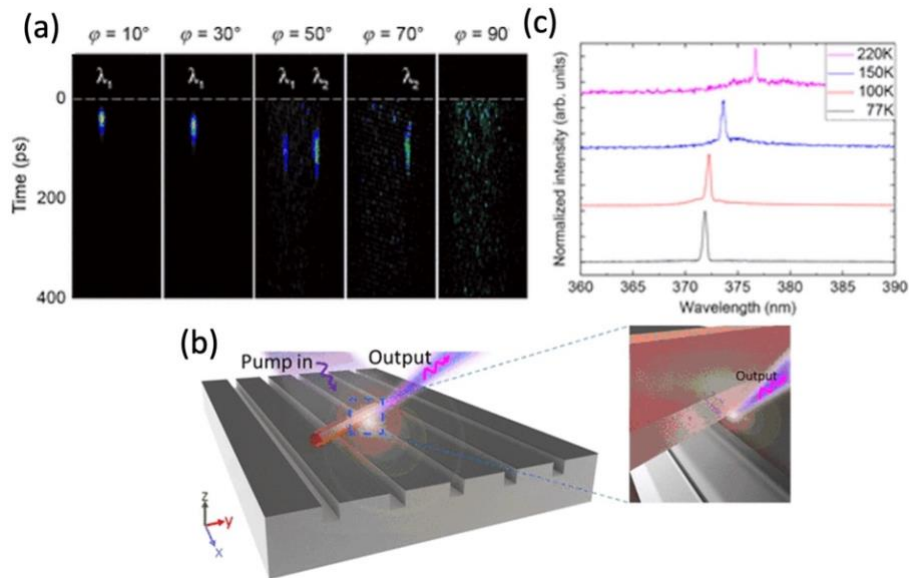 (a)
φ = 10° φ = 30° φ = 50° φ = 70° φ = 90
λ₁ λ₁ λ₁ λ₂ λ₂
0
200
400
Time (ps)
(c)
220K
150K
100K
77K
Normalized intensity (arb. units)
360 365 370 375 380 385 390
Wavelength (nm)
(b)
Pump in
Output
z
y
x
Output